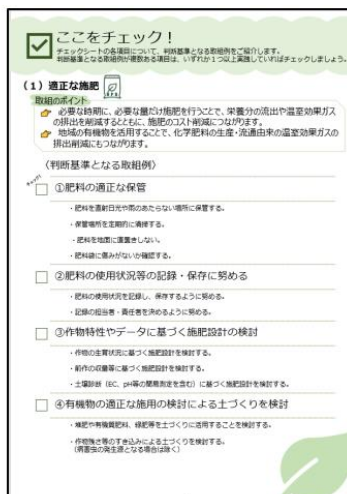 ここをチェック！
チェックシートの各項目について、判断基準となる取組例をご紹介します。
判断基準となる取組例が複数ある項目は、いずれか１つ以上実践していればチェックしましょう。
（１）適正な施肥
取組のポイント
必要な時期に、必要な量だけ施肥を行うことで、栄養分の流出や温室効果ガス
の排出を削減するとともに、施肥のコスト削減につながります。
地域の有機物を活用することで、化学肥料の生産・流通由来の温室効果ガスの
排出削減にもつながります。
〈判断基準となる取組例〉
①肥料の適正な保管
・肥料を直射日光や雨のあたらない場所に保管する。
・保管場所を定期的に清掃する。
・肥料を地面に直置きしない。
・肥料袋に傷みがないか確認する。
②肥料の使用状況等の記録・保存に努める
・肥料の使用状況を記録し、保存するように努める。
・記録の担当者・責任者を決めるように努める。
③作物特性やデータに基づく施肥設計の検討
・作物の生育状況に基づく施肥設計を検討する。
・前作の収量等に基づく施肥設計を検討する。
・土壌診断（EC、pH等の簡易測定を含む）に基づく施肥設計を検討する。
④有機物の適正な施用の検討による土づくりを検討
・堆肥や有機質肥料、緑肥等を土づくりに活用することを検討する。
・作物残さ等のすき込みによる土づくりを検討する。
（病害虫の発生源となる場合は除く）